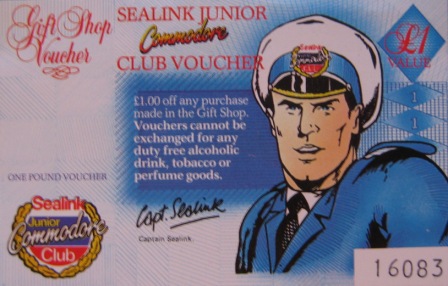 Gift Shop
Voucher
SEALINK JUNIOR
Commodore
CLUB VOUCHER
£1
VALUE
1
1
£1.00 off any purchase
made in the Gift Shop.
Vouchers cannot be
exchanged for any
duty free alcoholic
drink, tobacco or
perfume goods.
ONE POUND VOUCHER
Capt. Sealink
Captain Sealink.
Sealink
Junior
Commodore
Club
16083